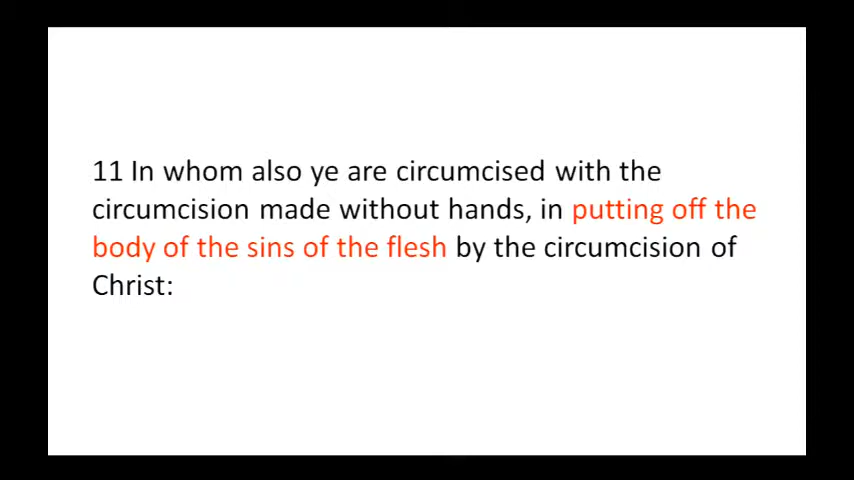 11 In whom also ye are circumcised with the
circumcision made without hands, in putting off the
body of the sins of the flesh by the circumcision of
Christ: